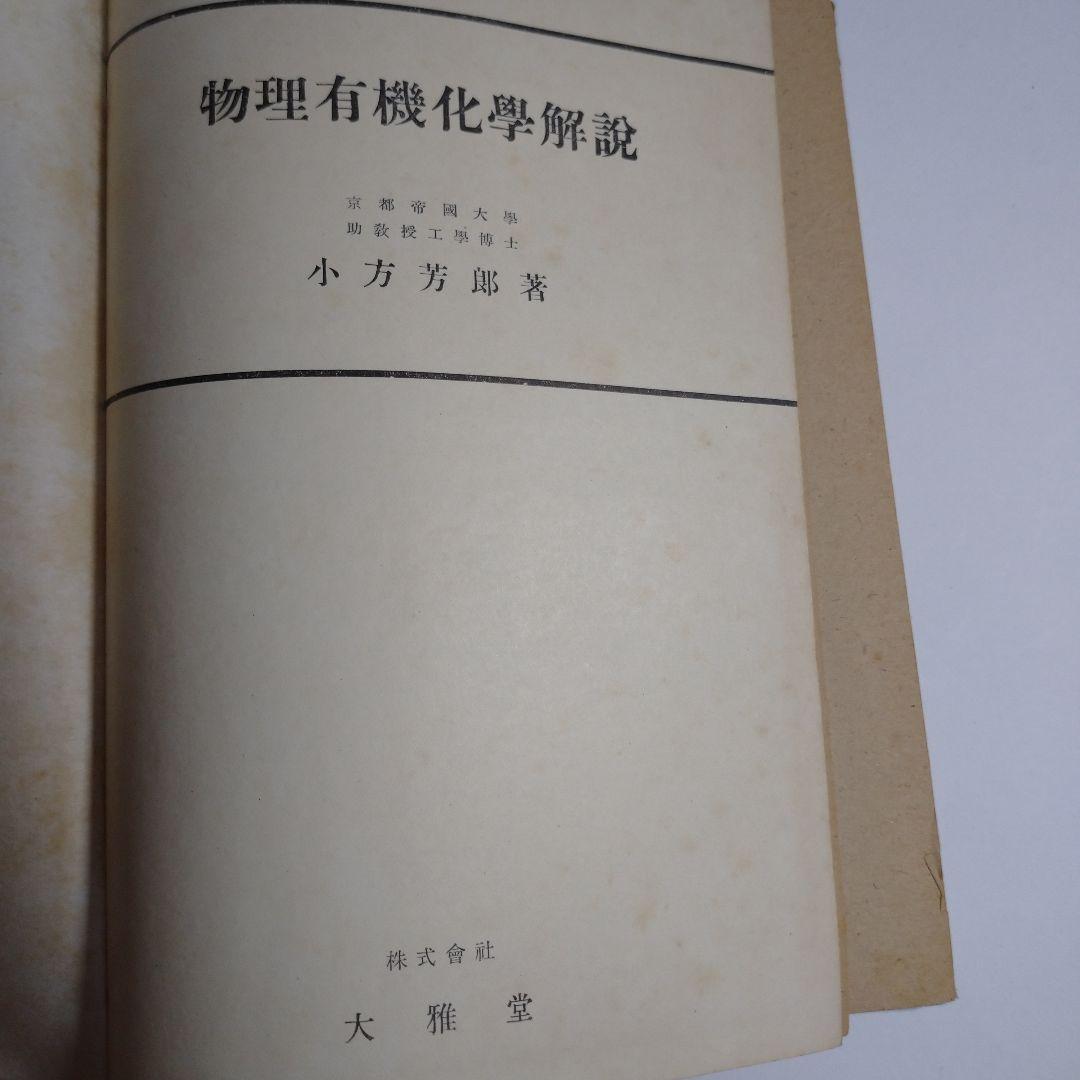 物理有機化學解說
京都帝國大學
助敎授工學博士
小方芳郎著
株式會社
大雅堂